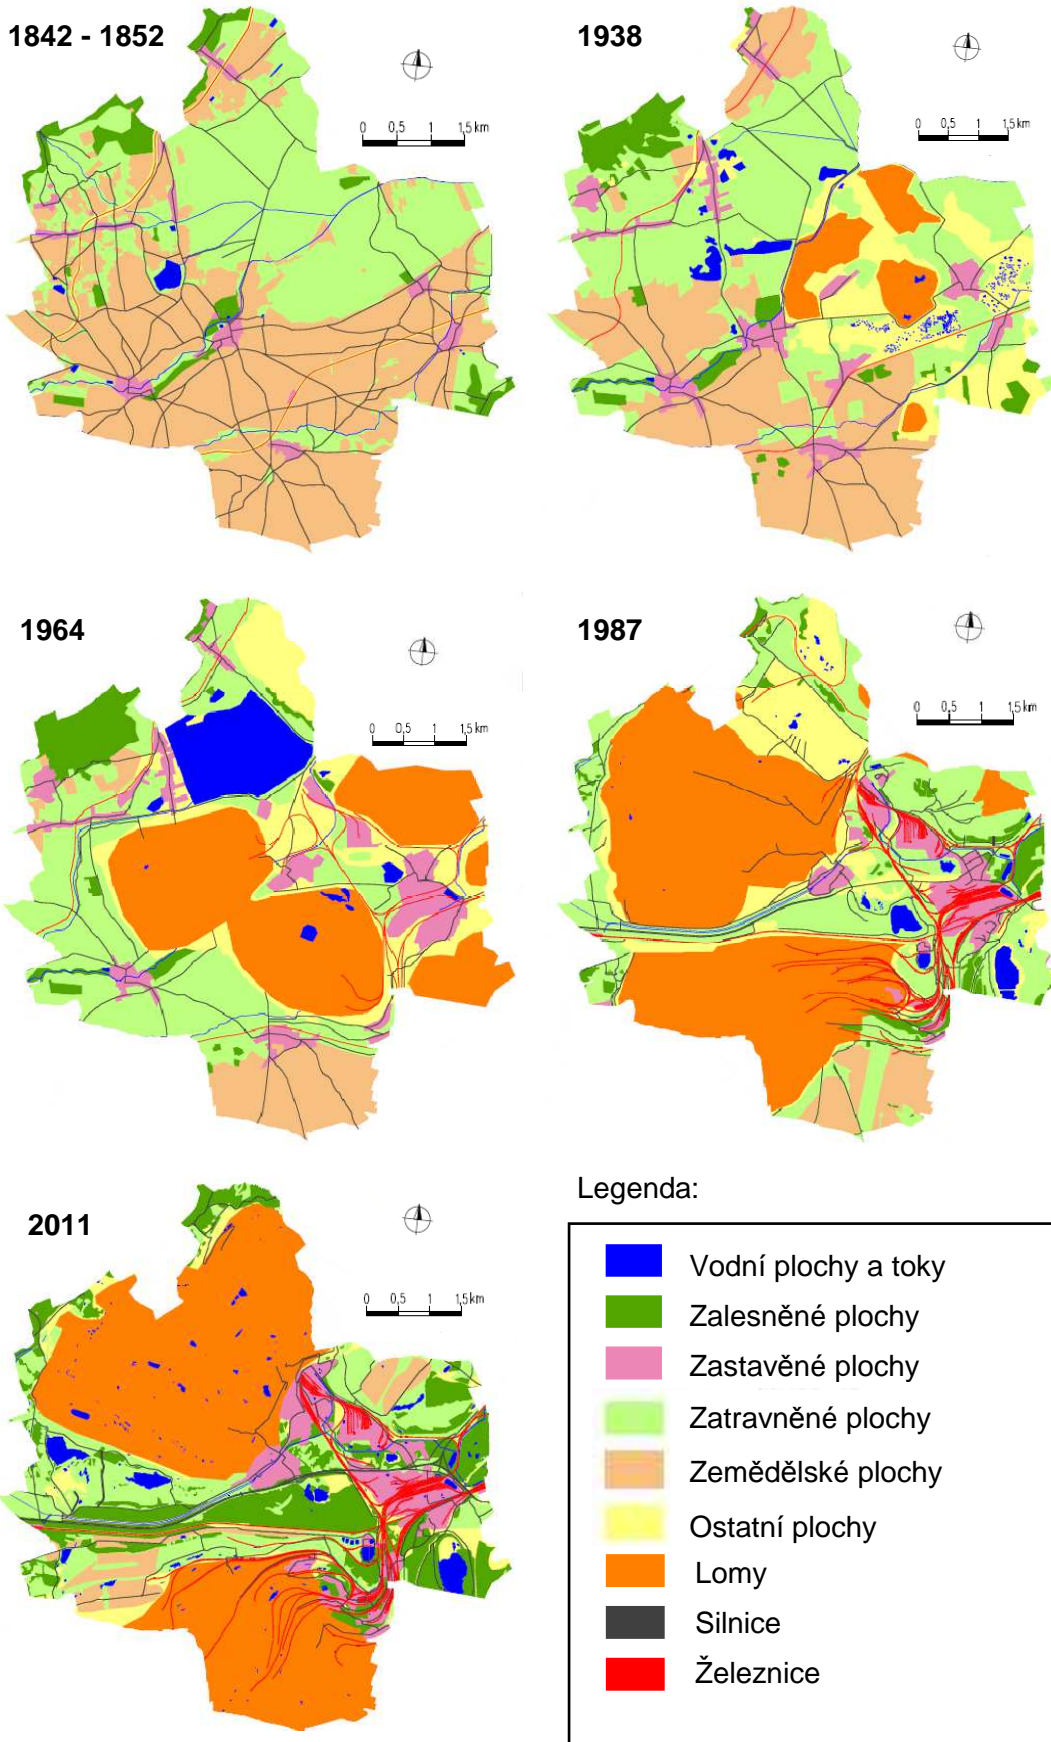 1842 - 1852
0 0,5 1 1,5 km
1938
0 0,5 1 1,5 km
1964
0 0,5 1 1,5 km
1987
0 0,5 1 1,5 km
2011
0 0,5 1 1,5 km
Legenda:
Vodní plochy a toky
Zalesněné plochy
Zastavěné plochy
Zatravněné plochy
Zemědělské plochy
Ostatní plochy
Lomy
Silnice
Železnice